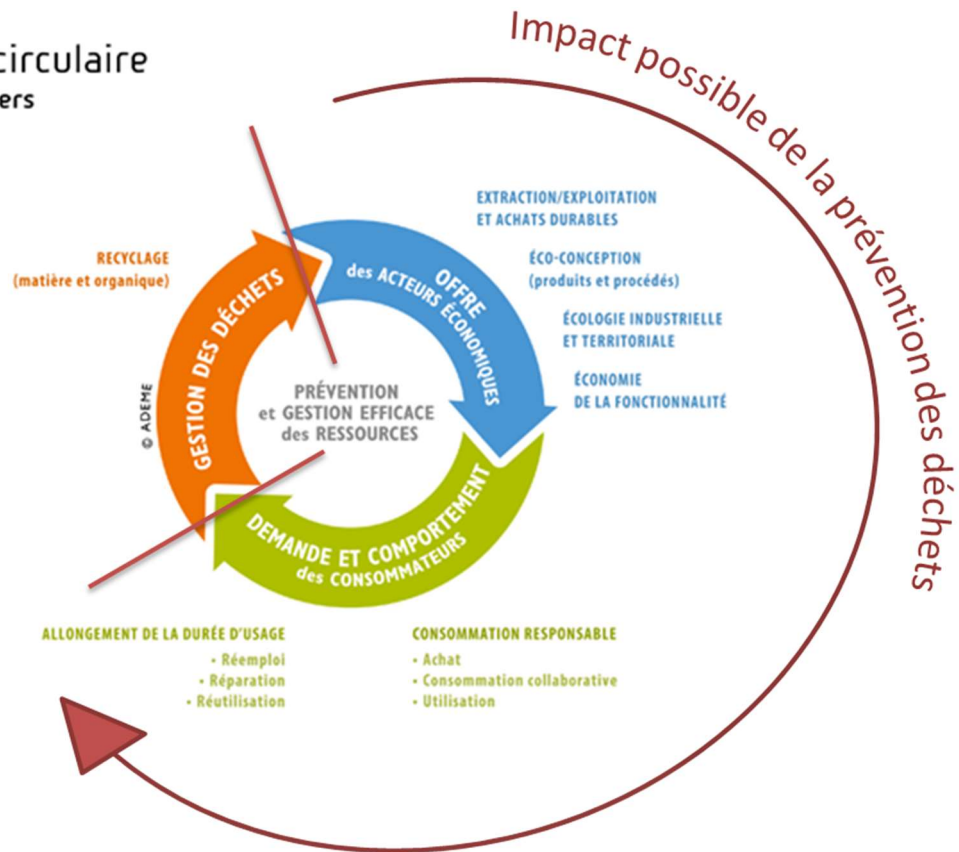 circulaire
ers
Impact possible de la prévention des déchets
EXTRACTION/EXPLOITATION
ET ACHATS DURABLES
ÉCO-CONCEPTION
(produits et procédés)
ÉCOLOGIE INDUSTRIELLE
ET TERRITORIALE
ÉCONOMIE
DE LA FONCTIONNALITÉ
RECYCLAGE
(matière et organique)
GESTION DES DÉCHETS
OFFRE
des ACTEURS ÉCONOMIQUES
PRÉVENTION
et GESTION EFFICACE
des RESSOURCES
© ADEME
DEMANDE ET COMPORTEMENT
des CONSOMMATEURS
ALLONGEMENT DE LA DURÉE D'USAGE
• Réemploi
• Réparation
• Réutilisation
CONSOMMATION RESPONSABLE
• Achat
• Consommation collaborative
• Utilisation